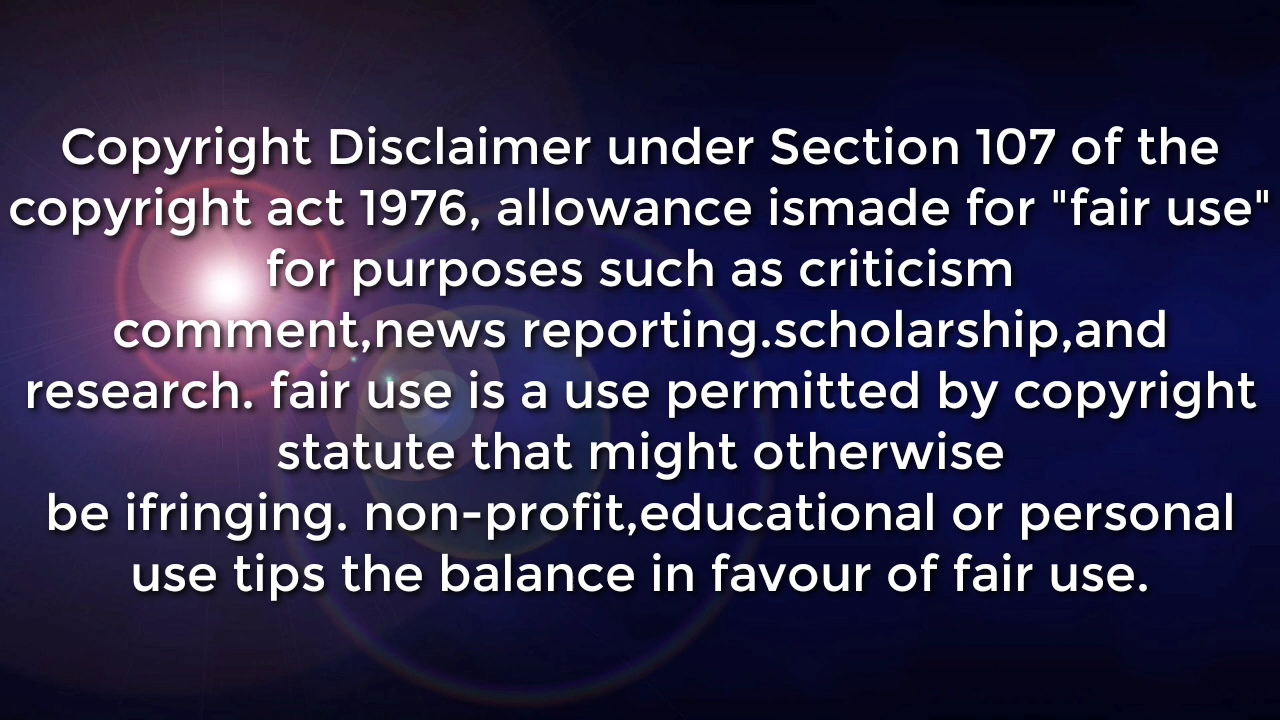 Copyright Disclaimer under Section 107 of the
copyright act 1976, allowance ismade for "fair use"
for purposes such as criticism
comment,news reporting.scholarship,and
research. fair use is a use permitted by copyright
statute that might otherwise
be ifringing. non-profit,educational or personal
use tips the balance in favour of fair use.